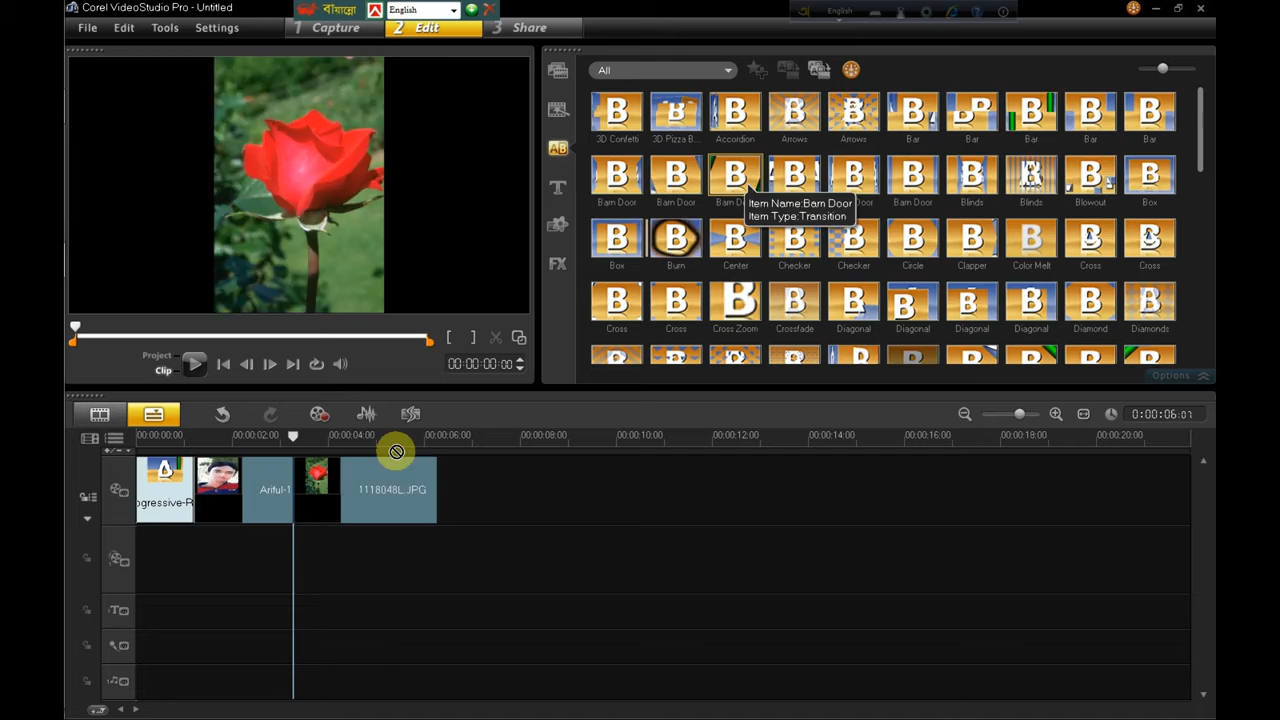 Corel VideoStudio Pro - Untitled
বাঁয়ান্নো
English
English
File Edit Tools Settings
1 Capture 2 Edit 3 Share
All
3D Confetti 3D Pizza B... Accordion Arrows Arrows Bar Bar Bar Bar Bar
Barn Door Barn Door Barn D Door Barn Door Blinds Blinds Blowout Box
Item Name:Barn Door
Item Type:Transition
Box Burn Center Checker Checker Circle Clapper Color Melt Cross Cross
Cross Cross Cross Zoom Crossfade Diagonal Diagonal Diagonal Diagonal Diamond Diamonds
Project
Clip
00:00:00:00
Options
0:00:06.07
00:00:00:00 00:00:02:00 00:00:04:00 00:00:06:00 00:00:08:00 00:00:10:00 00:00:12:00 00:00:14:00 00:00:16:00 00:00:18:00 00:00:20:00
ogressive-R
Ariful-1
1118048L.JPG